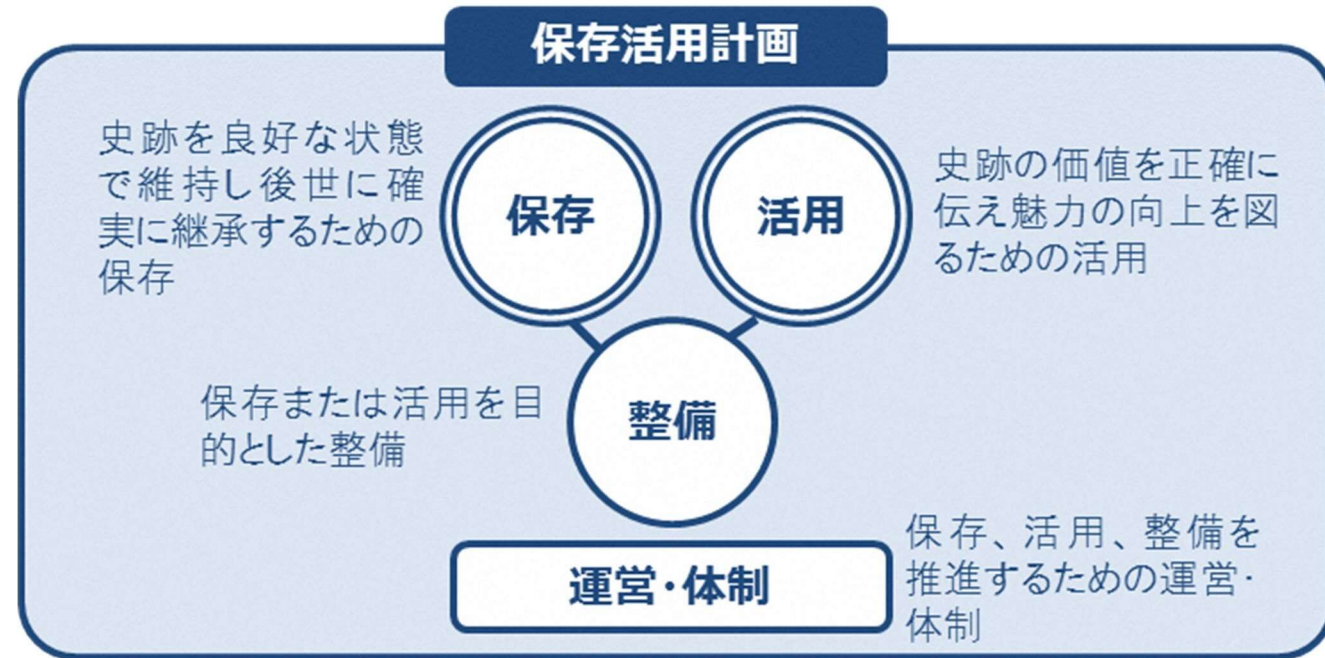 保存活用計画
史跡を良好な状態
で維持し後世に確
実に継承するための
保存
保存
活用
史跡の価値を正確に
伝え魅力の向上を図
るための活用
保存または活用を目
的とした整備
整備
運営・体制
保存、活用、整備を
推進するための運営・
体制